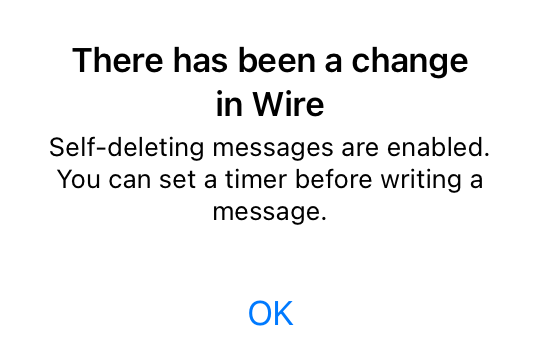 There has been a change
in Wire
Self-deleting messages are enabled.
You can set a timer before writing a
message.
OK